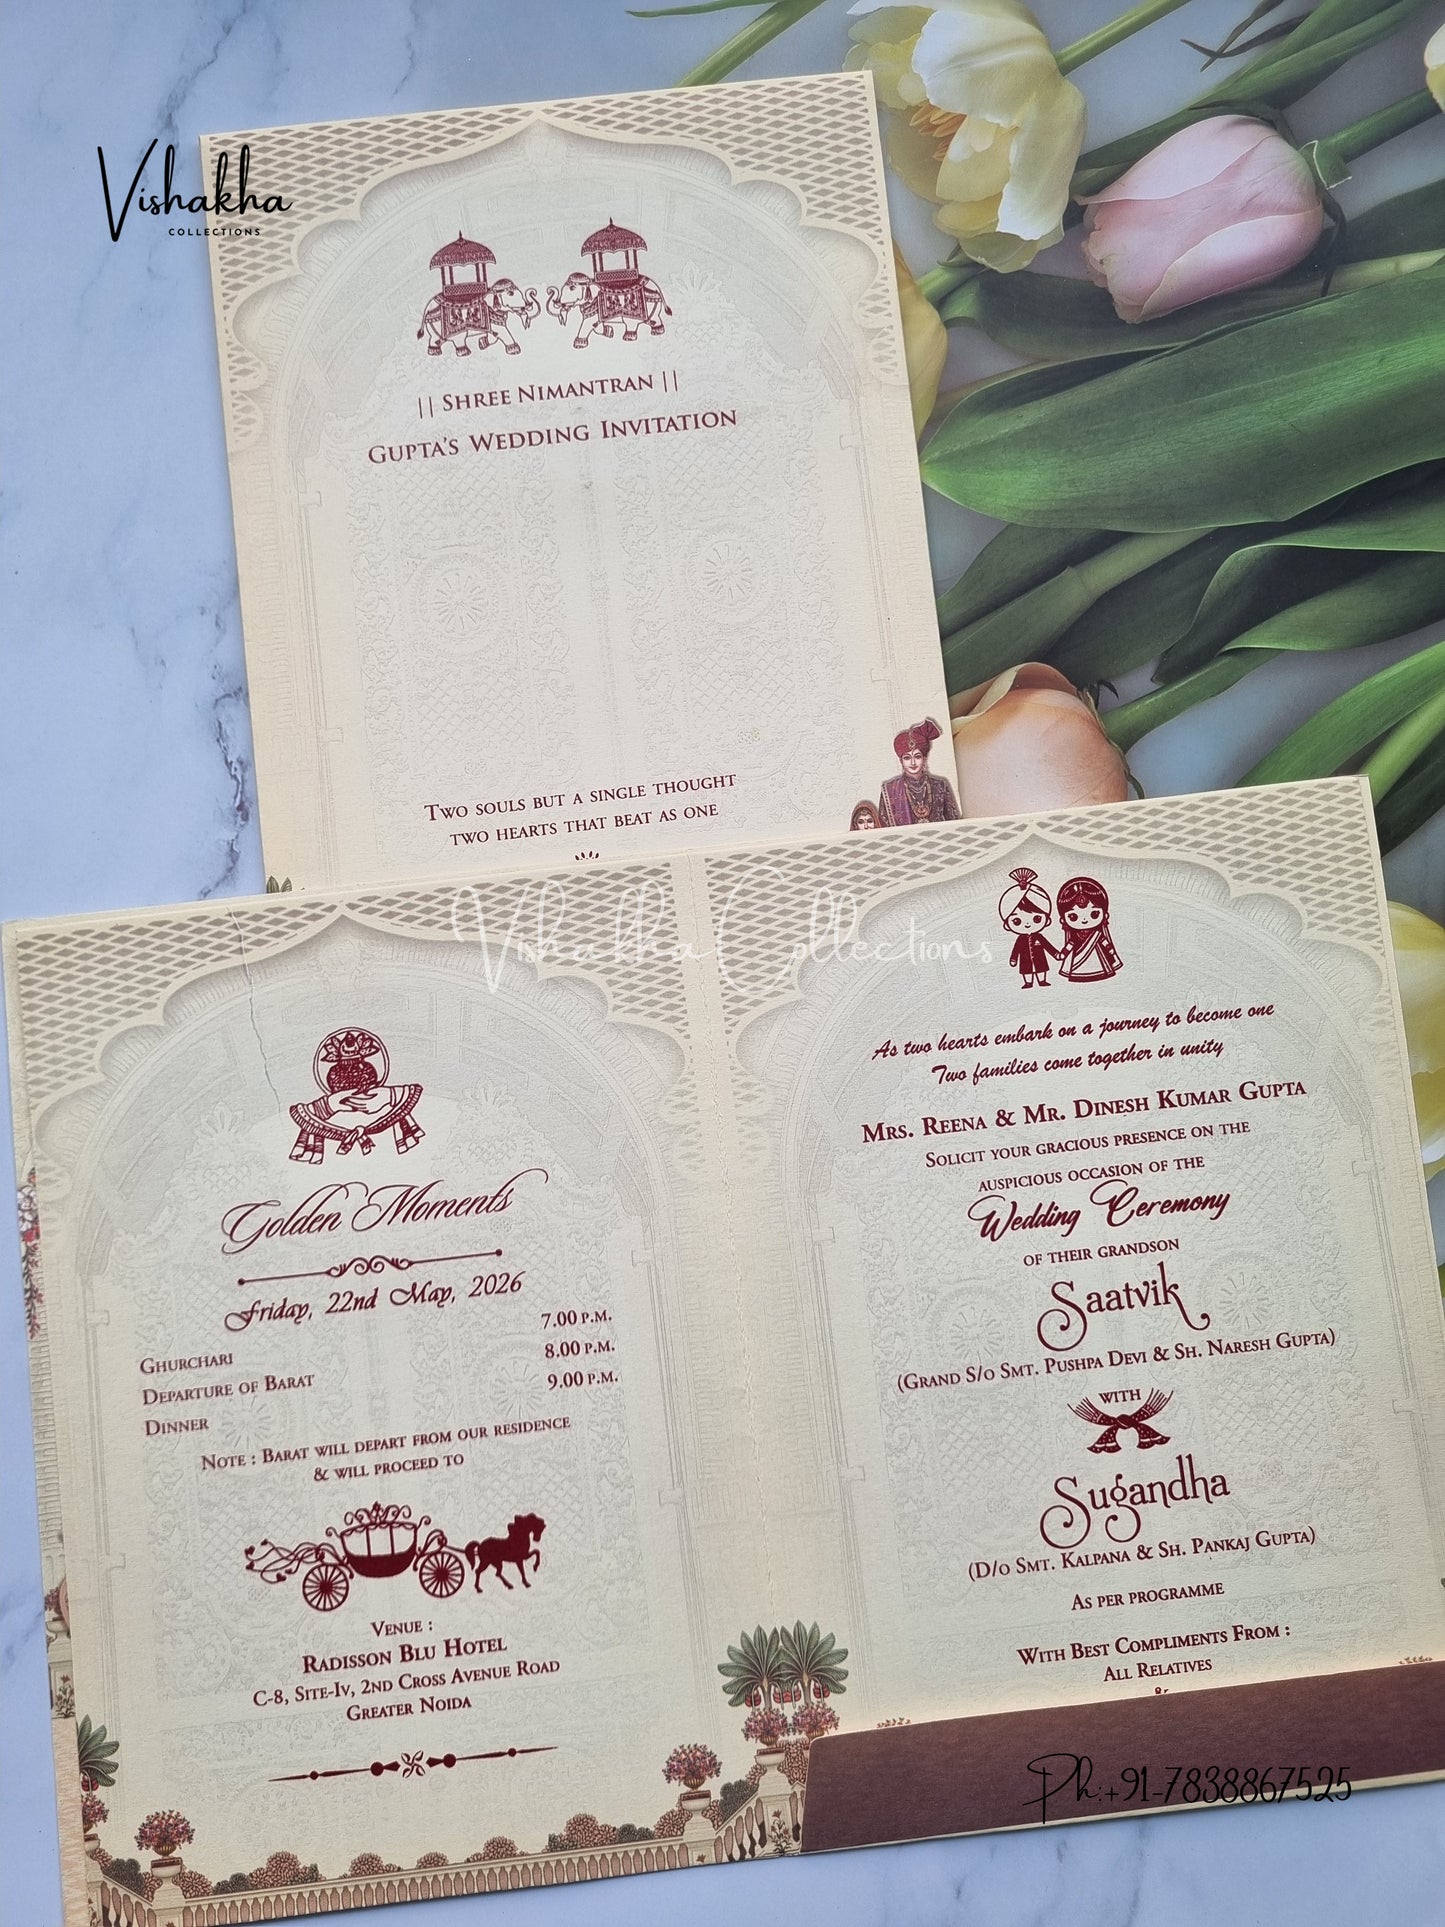 Vishakha
COLLECTIONS
|| SHREE NIMANTRAN ||
GUPTA'S WEDDING INVITATION
TWO SOULS BUT A SINGLE THOUGHT
TWO HEARTS THAT BEAT AS ONE
Vishakha Collections
Golden Moments
Friday, 22nd May, 2026
GHURCHARI 7.00 P.M.
DEPARTURE OF BARAT 8.00 P.M.
DINNER 9.00 P.M.
NOTE : BARAT WILL DEPART FROM OUR RESIDENCE
& WILL PROCEED TO
VENUE :
RADISSON BLU HOTEL
C-8, SITE-IV, 2ND CROSS AVENUE ROAD
GREATER NOIDA
As two hearts embark on a journey to become one
Two families come together in unity
MRS. REENA & MR. DINESH KUMAR GUPTA
SOLICIT YOUR GRACIOUS PRESENCE ON THE
AUSPICIOUS OCCASION OF THE
Wedding Ceremony
OF THEIR GRANDSON
Saatvik
(GRAND S/O SMT. PUSHPA DEVI & SH. NARESH GUPTA)
WITH
Sugandha
(D/O SMT. KALPANA & SH. PANKAJ GUPTA)
AS PER PROGRAMME
WITH BEST COMPLIMENTS FROM :
ALL RELATIVES
&
Ph:+91-7838867525